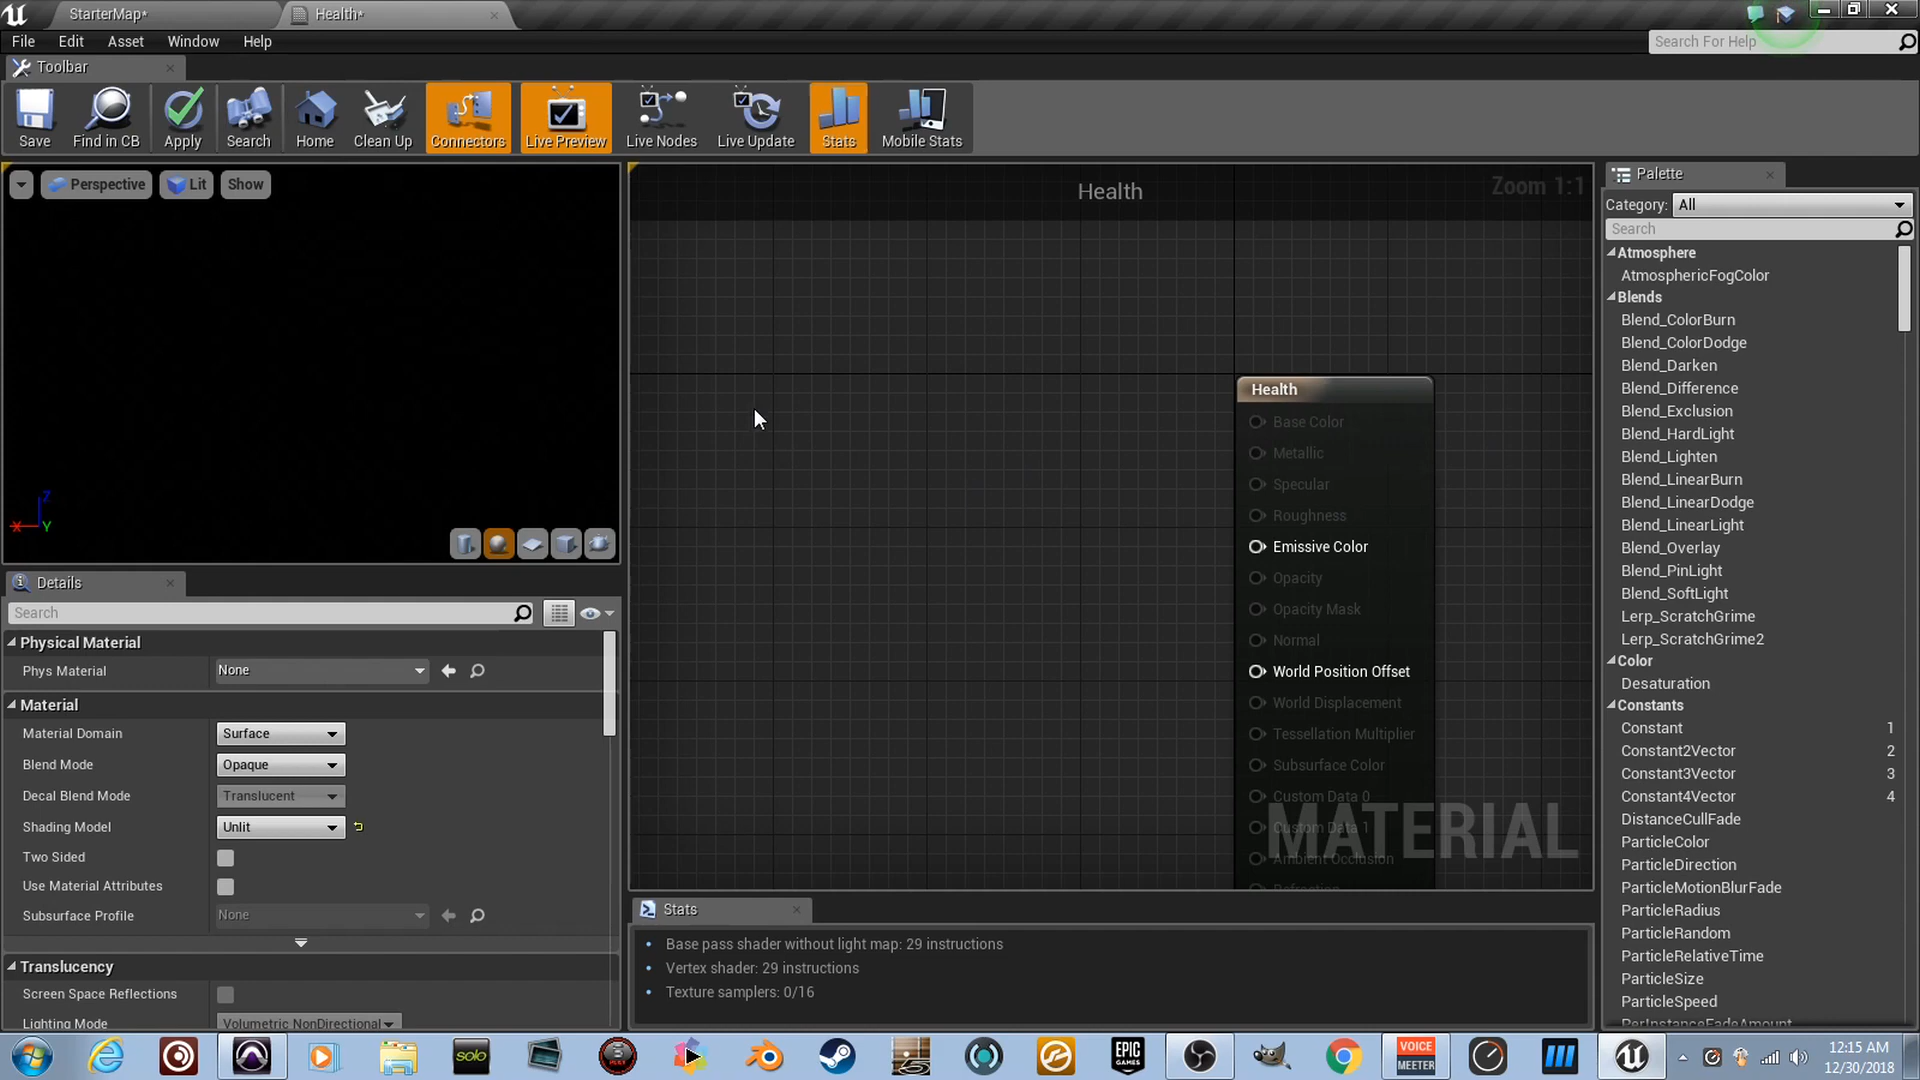 StarterMap*
Health*
File
Edit
Asset
Window
Help
Search For Help
Toolbar
Save
Find in CB
Apply
Search
Home
Clean Up
Connectors
Live Preview
Live Nodes
Live Update
Stats
Mobile Stats
Perspective
Lit
Show
Z
X
Y
Health
Zoom 1:1
Health
Base Color
Metallic
Specular
Roughness
Emissive Color
Opacity
Opacity Mask
Normal
World Position Offset
World Displacement
Tessellation Multiplier
Subsurface Color
Custom Data 0
Custom Data 1
Ambient Occlusion
Refraction
MATERIAL
Details
Search
Physical Material
Phys Material
None
Material
Material Domain
Surface
Blend Mode
Opaque
Decal Blend Mode
Translucent
Shading Model
Unlit
Two Sided
Use Material Attributes
Subsurface Profile
None
Translucency
Screen Space Reflections
Lighting Mode
Volumetric NonDirectional
Stats
Base pass shader without light map: 29 instructions
Vertex shader: 29 instructions
Texture samplers: 0/16
Palette
Category:
All
Search
Atmosphere
AtmosphericFogColor
Blends
Blend_ColorBurn
Blend_ColorDodge
Blend_Darken
Blend_Difference
Blend_Exclusion
Blend_HardLight
Blend_Lighten
Blend_LinearBurn
Blend_LinearDodge
Blend_LinearLight
Blend_Overlay
Blend_PinLight
Blend_SoftLight
Lerp_ScratchGrime
Lerp_ScratchGrime2
Color
Desaturation
Constants
Constant 1
Constant2Vector 2
Constant3Vector 3
Constant4Vector 4
DistanceCullFade
ParticleColor
ParticleDirection
ParticleMotionBlurFade
ParticleRadius
ParticleRandom
ParticleRelativeTime
ParticleSize
ParticleSpeed
PerInstanceFadeAmount
solo
EPIC
GAMES
VOICE
MEETER
12:15 AM
12/30/2018